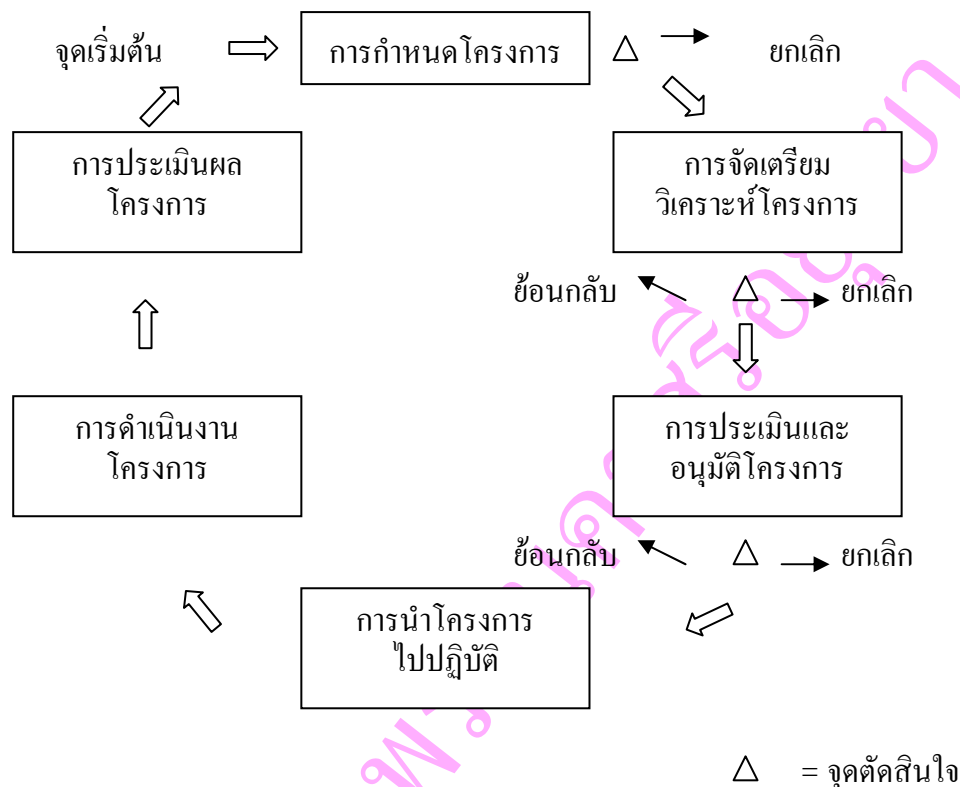 จุดเริ่มต้น
การกำหนดโครงการ
ยกเลิก
การประเมินผล
โครงการ
การจัดเตรียม
วิเคราะห์โครงการ
ย้อนกลับ
ยกเลิก
การดำเนินงาน
โครงการ
การประเมินและ
อนุมัติโครงการ
ย้อนกลับ
ยกเลิก
การนำโครงการ
ไปปฏิบัติ
= จุดตัดสินใจ